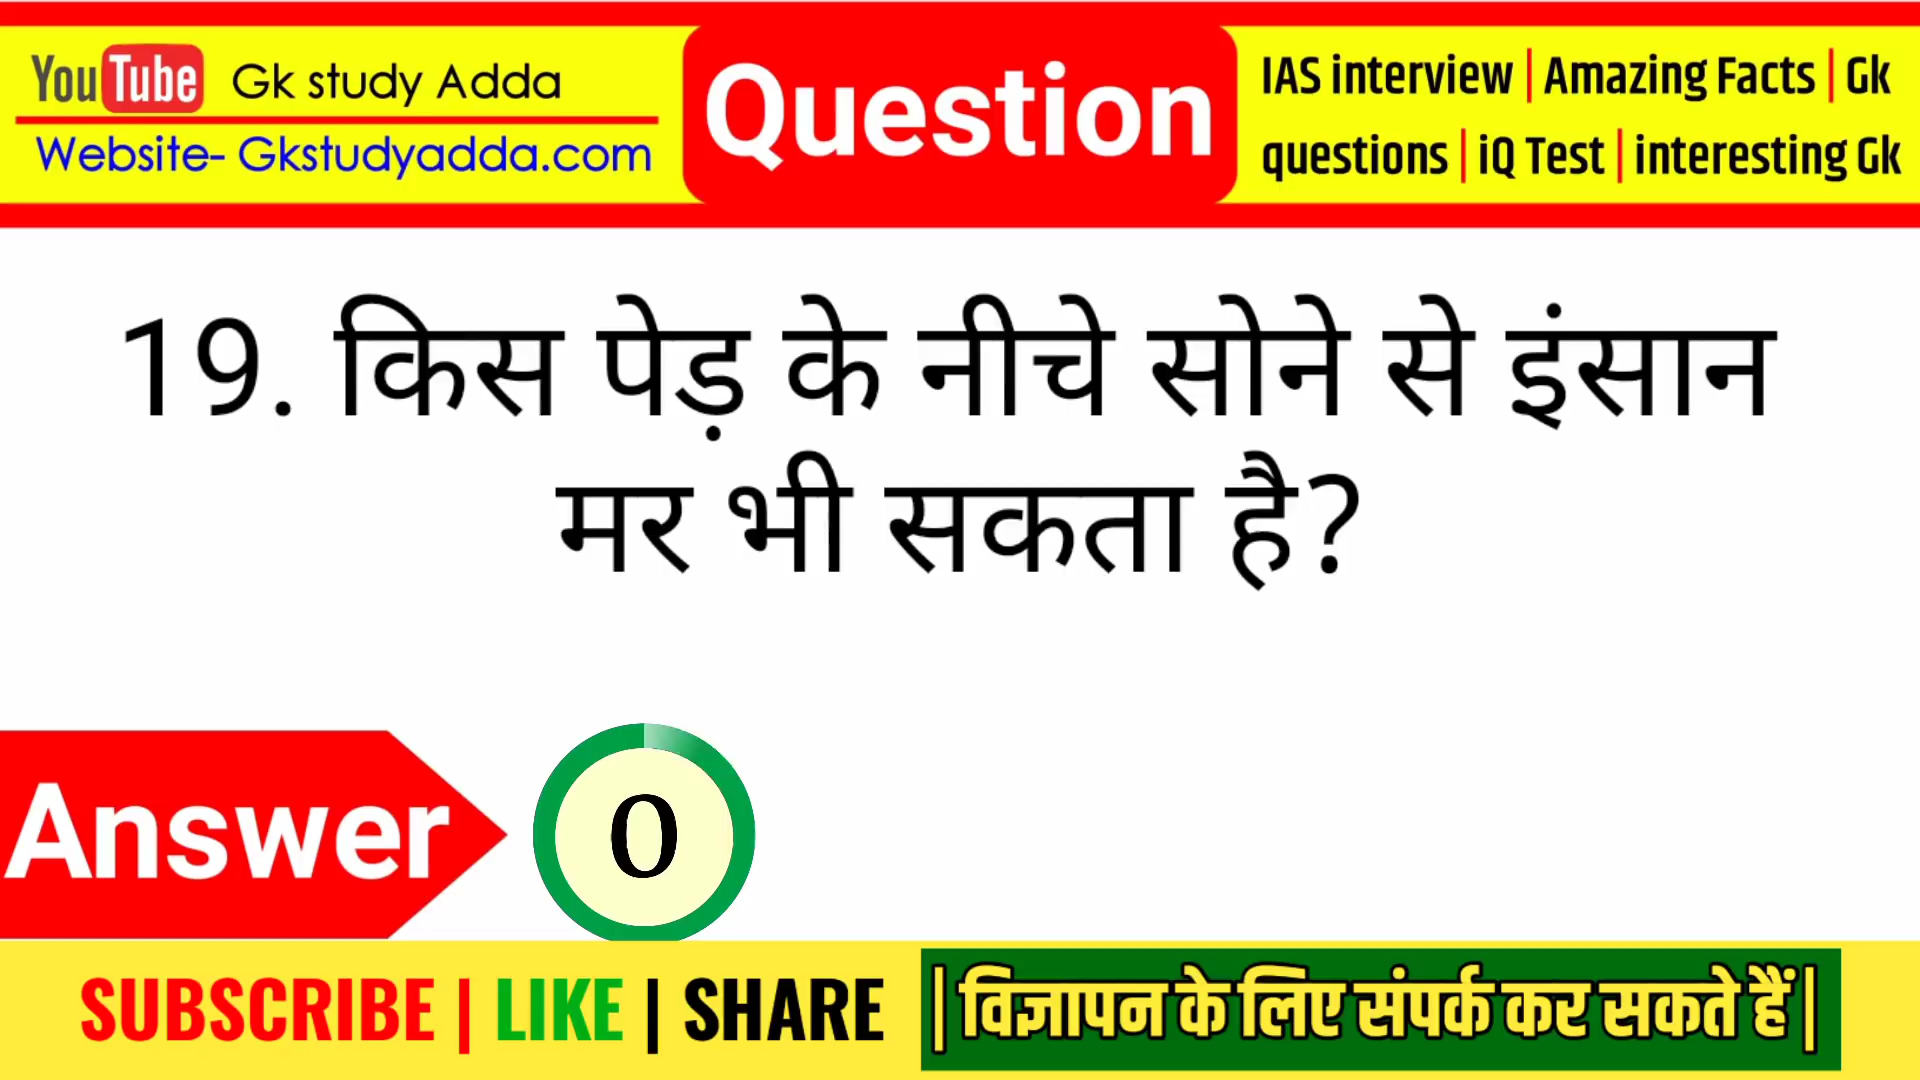 YouTube Gk study Adda
Website- Gkstudyadda.com
Question
IAS interview | Amazing Facts | Gk
questions | iQ Test | interesting Gk
19. किस पेड़ के नीचे सोने से इंसान
मर भी सकता है?
Answer
0
SUBSCRIBE | LIKE | SHARE
| विज्ञापन के लिए संपर्क कर सकते हैं |